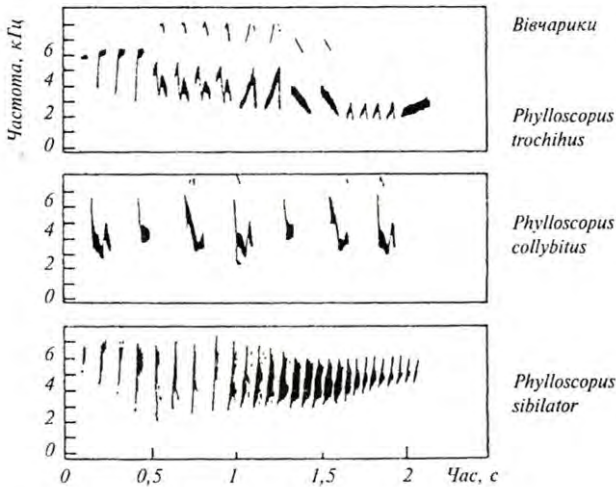 Частота, кГц
6
4
2
0
Вівчарики
Phylloscopus
trochihus
6
4
2
0
Phylloscopus
collybitus
6
4
2
0
Phylloscopus
sibilator
0 0,5 1 1,5 2 Час, с